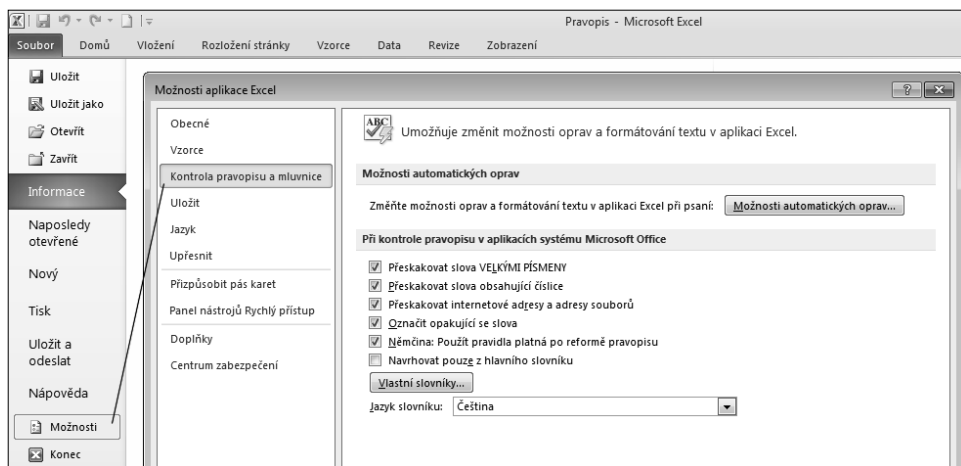 Pravopis - Microsoft Excel
Soubor Domů Vložení Rozložení stránky Vzorce Data Revize Zobrazení
Uložit
Uložit jako
Otevřít
Zavřít
Informace
Naposledy
otevřené
Nový
Tisk
Uložit a
odeslat
Nápověda
Možnosti
Konec
Možnosti aplikace Excel
Obecné
Vzorce
Kontrola pravopisu a mluvnice
Uložit
Jazyk
Upřesnit
Přizpůsobit pás karet
Panel nástrojů Rychlý přístup
Doplňky
Centrum zabezpečení
ABC
Umožňuje změnit možnosti oprav a formátování textu v aplikaci Excel.
Možnosti automatických oprav
Změňte možnosti oprav a formátování textu v aplikaci Excel při psaní: Možnosti automatických oprav...
Při kontrole pravopisu v aplikacích systému Microsoft Office
Přeskakovat slova VELKÝMI PÍSMENY
Přeskakovat slova obsahující číslice
Přeskakovat internetové adresy a adresy souborů
Označit opakující se slova
Němčina: Použít pravidla platná po reformě pravopisu
Navrhovat pouze z hlavního slovníku
Vlastní slovníky...
Jazyk slovníku: Čeština